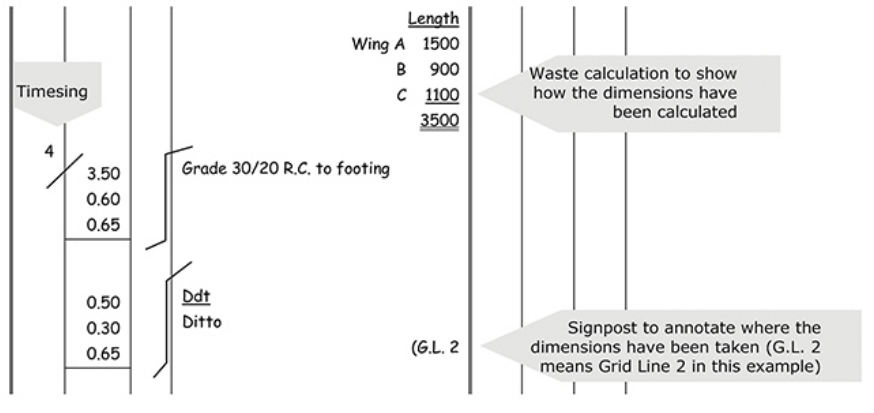 Length
Wing A 1500
B 900
C 1100
3500
Waste calculation to show
how the dimensions have
been calculated
Timesing
4
3.50
0.60
0.65
Grade 30/20 R.C. to footing
0.50
0.30
0.65
Ddt
Ditto
(G.L. 2
Signpost to annotate where the
dimensions have been taken (G.L. 2
means Grid Line 2 in this example)